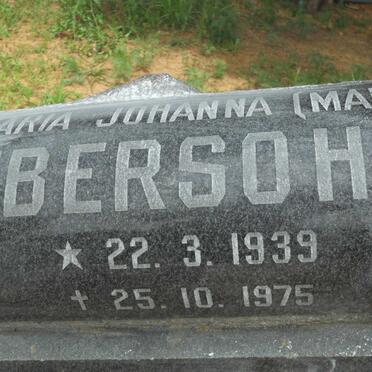 ARIA JOHANNA (MA
BERSOH
★ 22. 3. 1939
✝ 25. 10. 1975